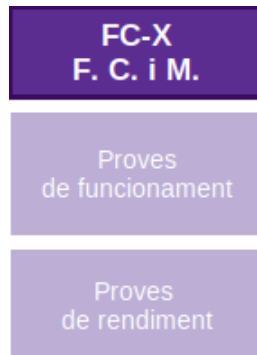 FC-X
F. C. i M.
Proves
de funcionament
Proves
de rendiment